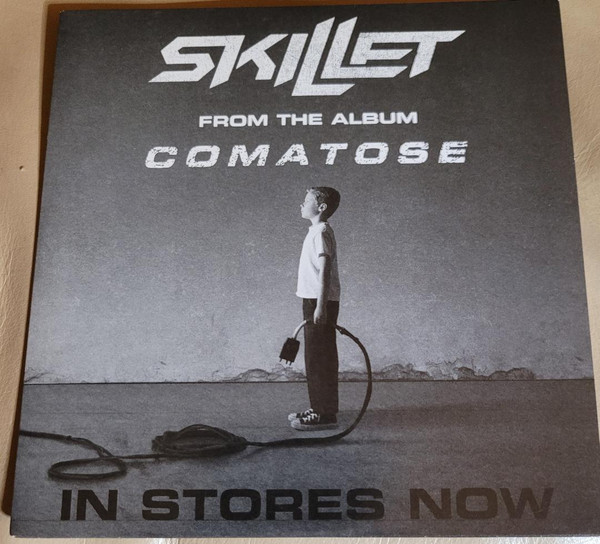 SKILLET
FROM THE ALBUM
COMATOSE
IN STORES NOW